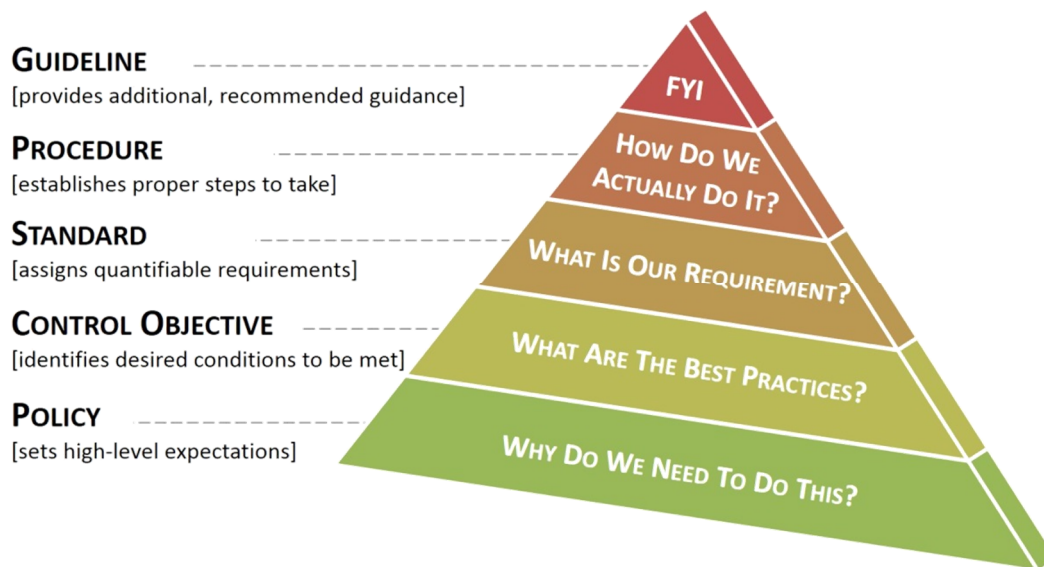 GUIDELINE
[provides additional, recommended guidance]
FYI
PROCEDURE
[establishes proper steps to take]
HOW DO WE
ACTUALLY DO IT?
STANDARD
[assigns quantifiable requirements]
WHAT IS OUR REQUIREMENT?
CONTROL OBJECTIVE
[identifies desired conditions to be met]
WHAT ARE THE BEST PRACTICES?
POLICY
[sets high-level expectations]
WHY DO WE NEED TO DO THIS?